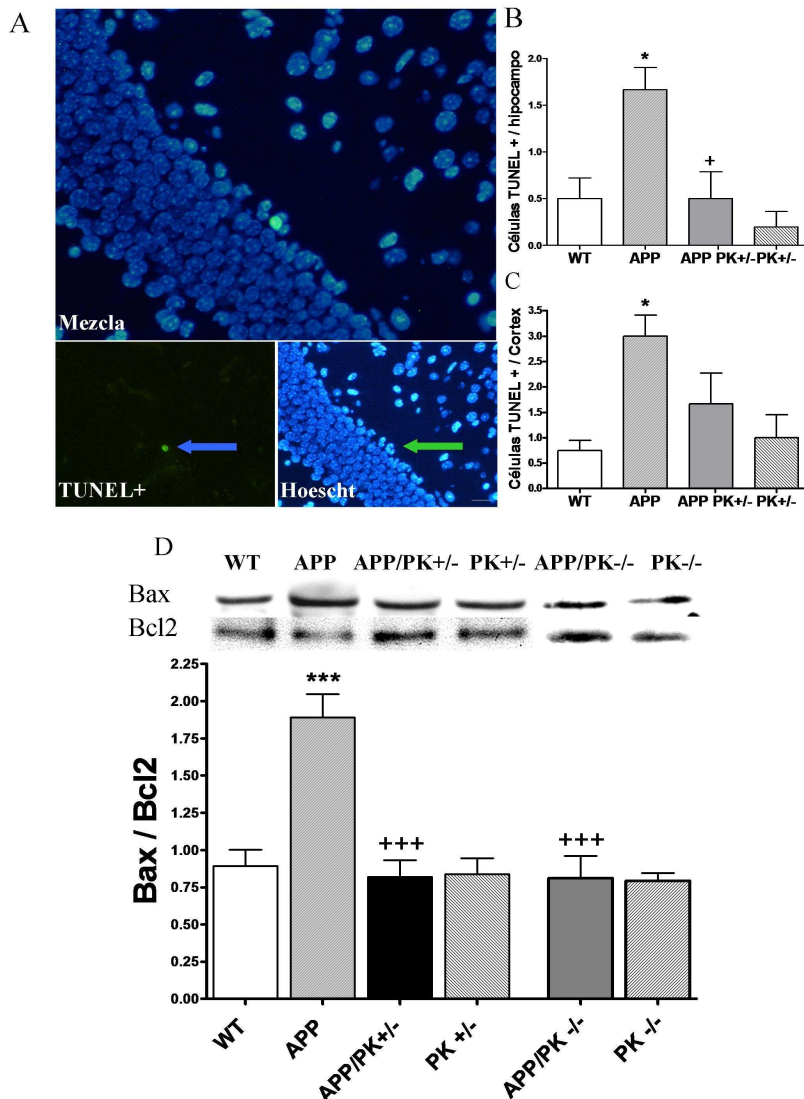 A
Mezcla
TUNEL+
Hoescht
B
Células TUNEL + / hipocampo
2.0
1.5
1.0
0.5
0.0
*
+
WT
APP
APP PK+/-
PK+/-
C
Células TUNEL + / Cortex
3.5
3.0
2.5
2.0
1.5
1.0
0.5
0.0
*
WT
APP
APP PK+/-
PK+/-
D
WT APP APP/PK+/- PK+/- APP/PK-/- PK-/-
Bax
Bcl2
Bax / Bcl2
2.25
2.00
1.75
1.50
1.25
1.00
0.75
0.50
0.25
0.00
***
+++
+++
WT
APP
APP/PK+/-
PK +/-
APP/PK -/-
PK -/-